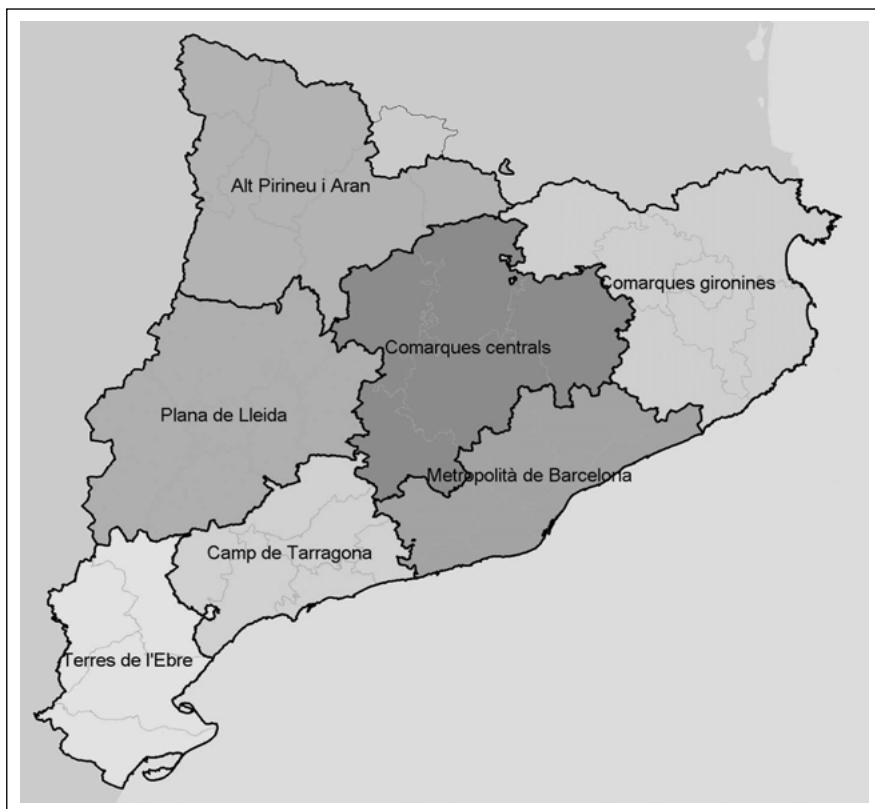 Alt Pirineu i Aran
Comarques gironines
Comarques centrals
Plana de Lleida
Metropolità de Barcelona
Camp de Tarragona
Terres de l'Ebre